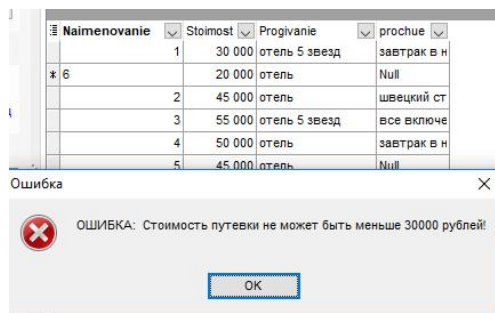 Naimenovanie Stoimost Progivanie prochue
1 30 000 отель 5 звезд завтрак в н
* 6 20 000 отель Null
2 45 000 отель швецкий ст
3 55 000 отель 5 звезд все включе
4 50 000 отель завтрак в н
5 45 000 отель Null
Ошибка
ОШИБКА: Стоимость путевки не может быть меньше 30000 рублей!
OK